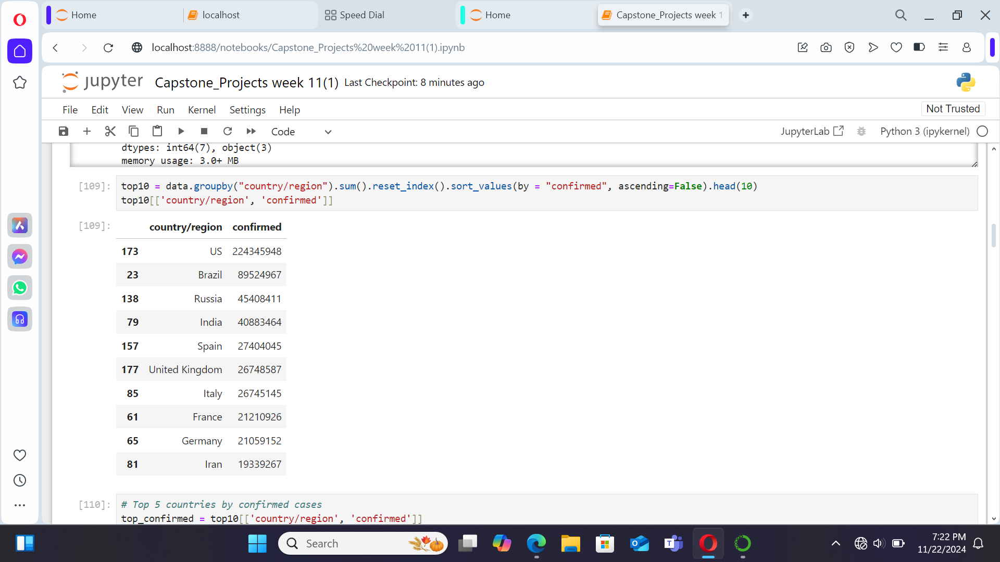 Home
localhost
Speed Dial
Home
Capstone_Projects week 1
localhost:8888/notebooks/Capstone_Projects%20week%2011(1).ipynb
jupyter Capstone_Projects week 11(1) Last Checkpoint: 8 minutes ago
File Edit View Run Kernel Settings Help
Not Trusted
Code
JupyterLab
Python 3 (ipykernel)
dtypes: int64(7), object(3)
memory usage: 3.0+ MB
[109]: top10 = data.groupby("country/region").sum().reset_index().sort_values(by = "confirmed", ascending=False).head(10)
top10[['country/region', 'confirmed']]
[109]: country/region confirmed
173 US 224345948
23 Brazil 89524967
138 Russia 45408411
79 India 40883464
157 Spain 27404045
177 United Kingdom 26748587
85 Italy 26745145
61 France 21210926
65 Germany 21059152
81 Iran 19339267
[110]: # Top 5 countries by confirmed cases
top_confirmed = top10[['country/region', 'confirmed']]
Search
7:22 PM
11/22/2024